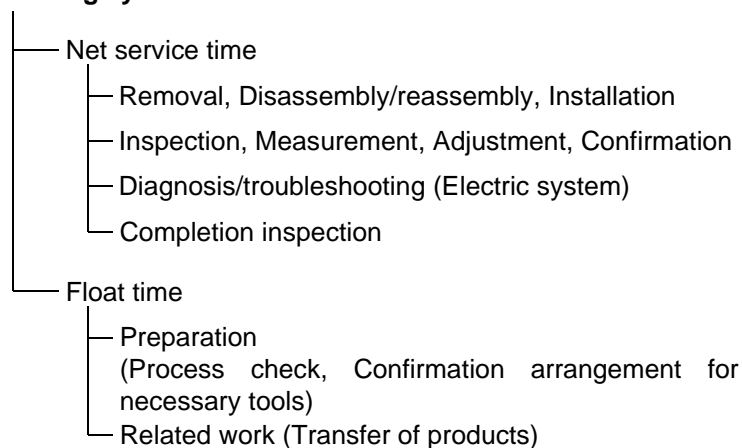 Net service time
Removal, Disassembly/reassembly, Installation
Inspection, Measurement, Adjustment, Confirmation
Diagnosis/troubleshooting (Electric system)
Completion inspection
Float time
Preparation
(Process check, Confirmation arrangement for
necessary tools)
Related work (Transfer of products)